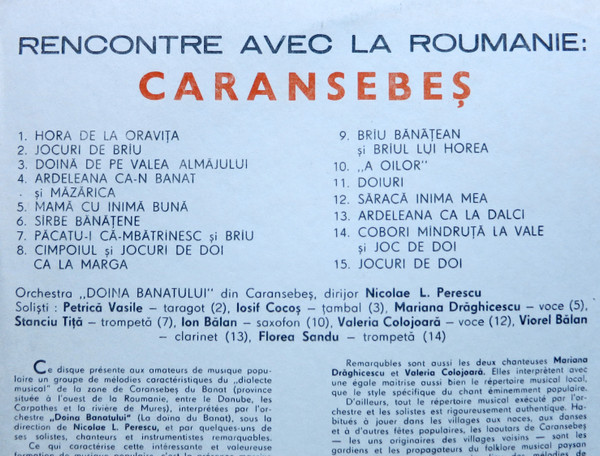 RENCONTRE AVEC LA ROUMANIE:
CARANSEBEȘ
1. HORA DE LA ORAVIȚA
2. JOCURI DE BRÎU
3. DOINĂ DE PE VALEA ALMĂJULUI
4. ARDELEANA CA-N BANAT
și MĂZĂRICA
5. MAMĂ CU INIMĂ BUNĂ
6. SÎRBE BĂNĂȚENE
7. PĂCATU-I CĂ-MBĂTRÎNESC și BRÎU
8. CIMPOIUL și JOCURI DE DOI
CA LA MARGA
9. BRÎU BĂNĂȚEAN
și BRIUL LUI HOREA
10. „A OILOR"
11. DOIURI
12. SĂRACĂ INIMA MEA
13. ARDELEANA CA LA DALCI
14. COBORI MÎNDRUȚĂ LA VALE
și JOC DE DOI
15. JOCURI DE DOI
Orchestra „DOINA BANATULUI" din Caransebeș, dirijor Nicolae L. Perescu
Soliști: Petrică Vasile – taragot (2), Iosif Cocoș – țambal (3), Mariana Drăghicescu – voce (5),
Stanciu Tiță – trompetă (7), Ion Bălan – saxofon (10), Valeria Colojoară – voce (12), Viorel Bălan
– clarinet (13), Florea Sandu – trompetă (14)
Ce disque présente aux amateurs de musique popu-
laire un groupe de mélodies caractéristiques du „dialecte
musical" de la zone de Caransebeș du Banat (province
située à l'ouest de la Roumanie, entre le Danube, les
Carpathes et la rivière de Mureș), interprétées par l'or-
chestre „Doina Banatului" (La doina du Banat), sous la
direction de Nicolae L. Perescu, et par quelques-uns de
ses solistes, chanteurs et instrumentistes remarquables.
Ce qui caractérise cette intéressante et valoureuse
formation de musique populaire, c'est la présence
Remarquables sont aussi les deux chanteuses Mariana
Drăghicescu et Valeria Colojoară. Elles interprètent avec
une égale maîtrise aussi bien le répertoire musical local,
que le style spécifique du chant éminemment populaire.
D'ailleurs, tout le répertoire musical exécuté par l'or-
chestre et les solistes est rigoureusement authentique. Ha-
bitués à jouer dans les villages aux noces, aux danses
et à d'autres fêtes populaires, les laoutars de Caransebeș
— les uns originaires des villages voisins — sont les
gardiens et les propagateurs du folklore musical paysan
mélodies de